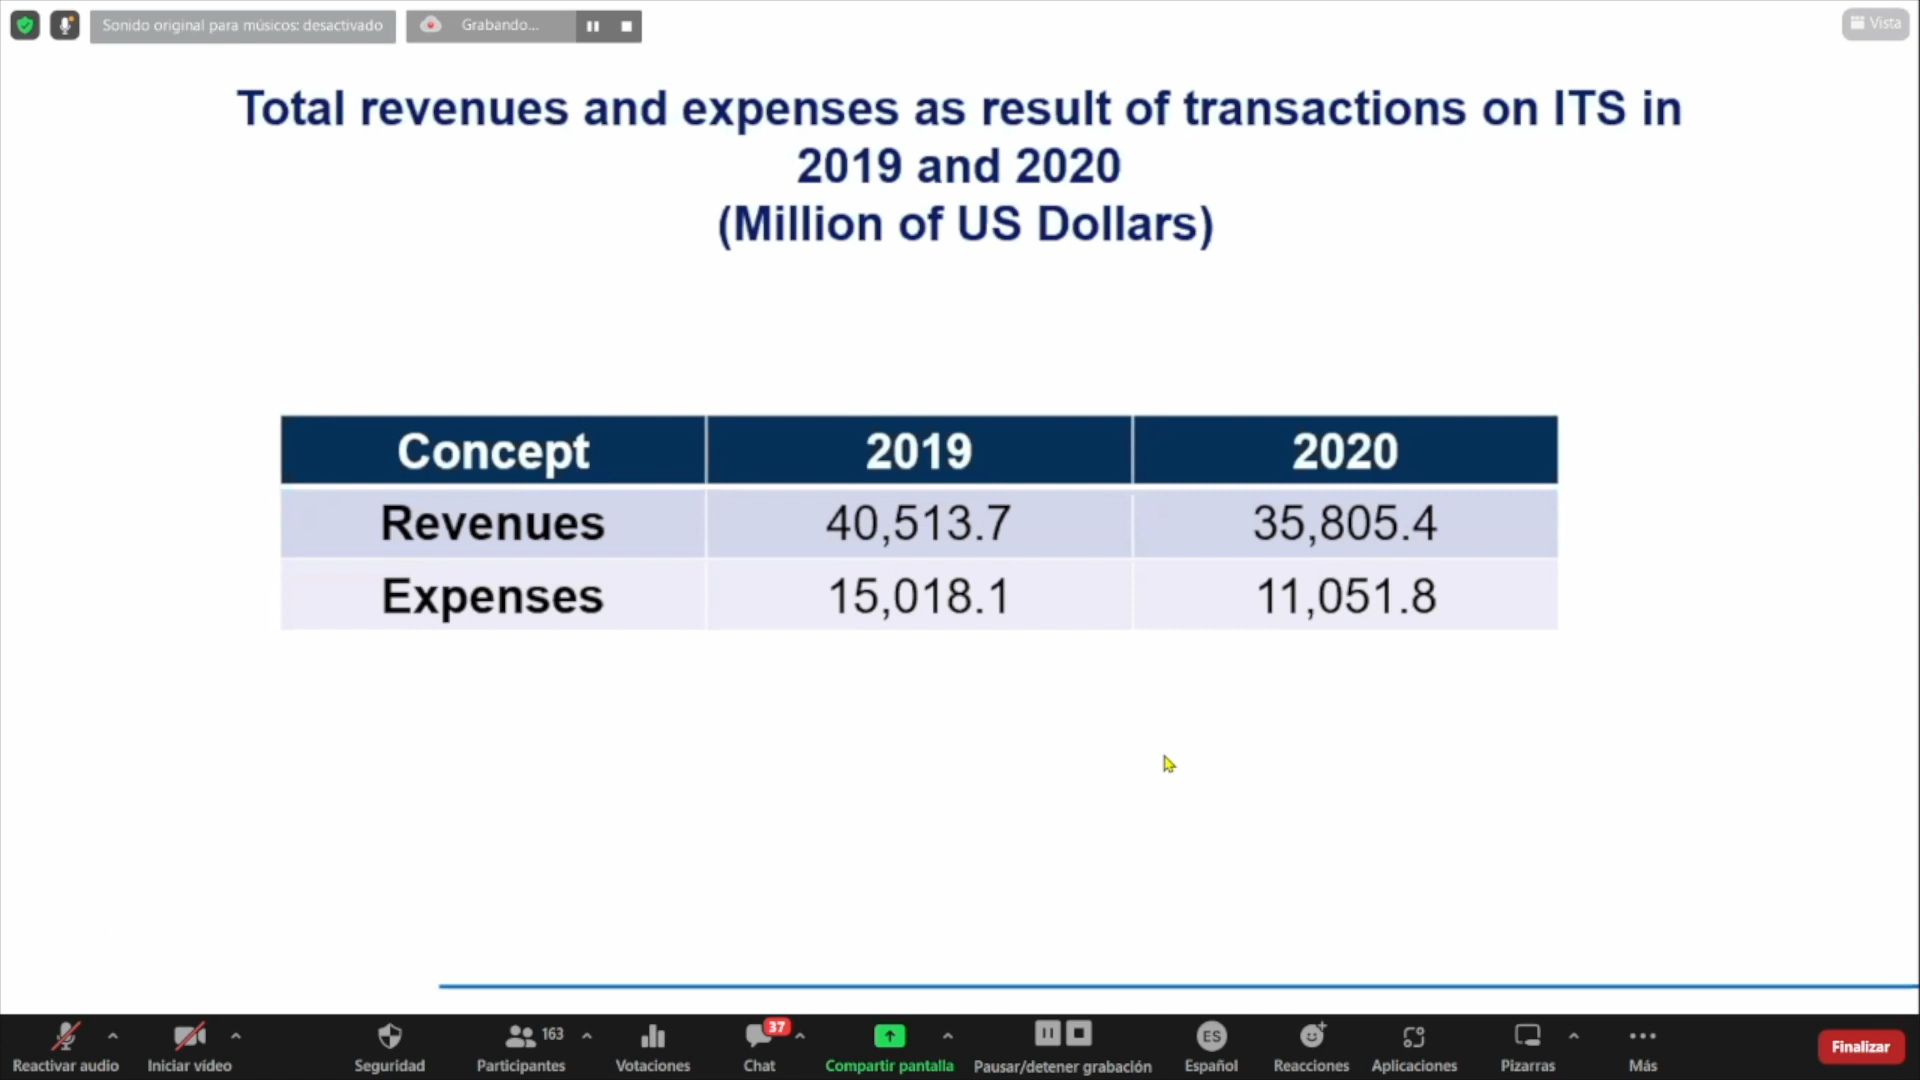 Sonido original para músicos: desactivado
Grabando...
Vista
Total revenues and expenses as result of transactions on ITS in
2019 and 2020
(Million of US Dollars)
Concept 2019 2020
Revenues 40,513.7 35,805.4
Expenses 15,018.1 11,051.8
163
37
ES
Reactivar audio
Iniciar vídeo
Seguridad
Participantes
Votaciones
Chat
Compartir pantalla
Pausar/detener grabación
Español
Reacciones
Aplicaciones
Pizarras
Más
Finalizar